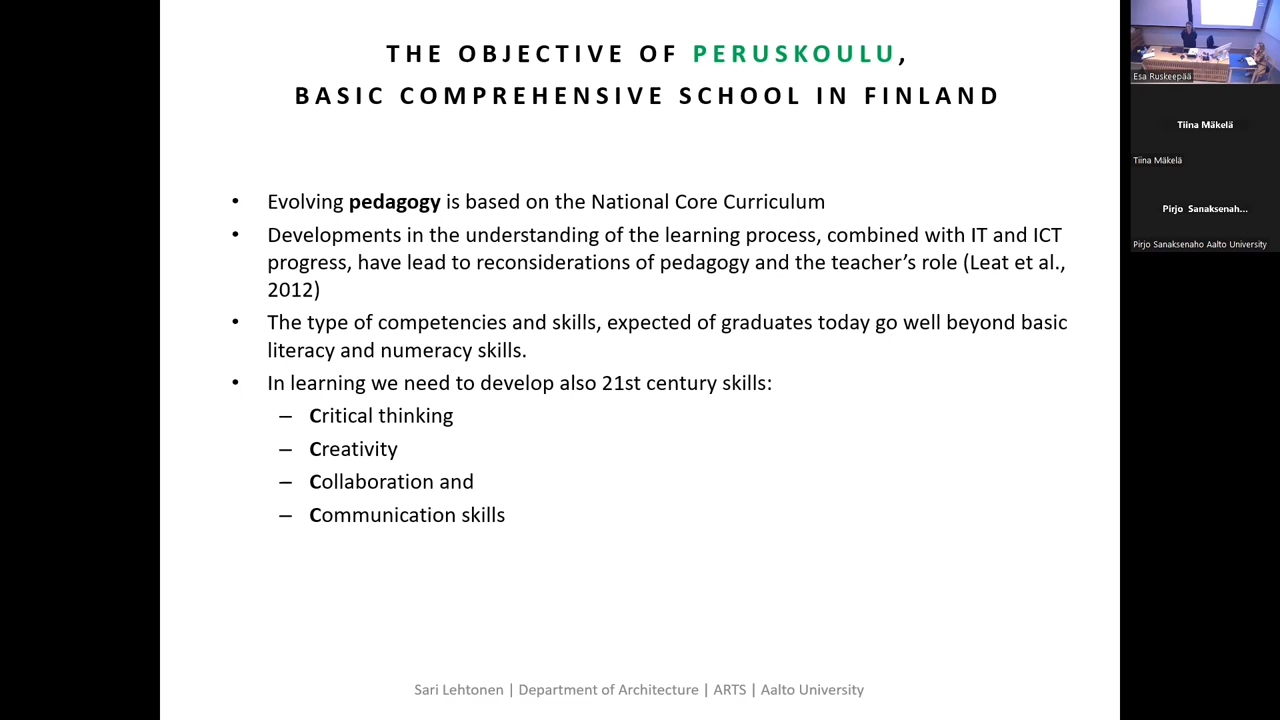 THE OBJECTIVE OF PERUSKOULU,
BASIC COMPREHENSIVE SCHOOL IN FINLAND
• Evolving pedagogy is based on the National Core Curriculum
• Developments in the understanding of the learning process, combined with IT and ICT
progress, have lead to reconsiderations of pedagogy and the teacher’s role (Leat et al.,
2012)
• The type of competencies and skills, expected of graduates today go well beyond basic
literacy and numeracy skills.
• In learning we need to develop also 21st century skills:
– Critical thinking
– Creativity
– Collaboration and
– Communication skills
Sari Lehtonen | Department of Architecture | ARTS | Aalto University
Esa Ruskeepää
Tiina Mäkelä
Tiina Mäkelä
Pirjo Sanaksenah...
Pirjo Sanaksenaho Aalto University